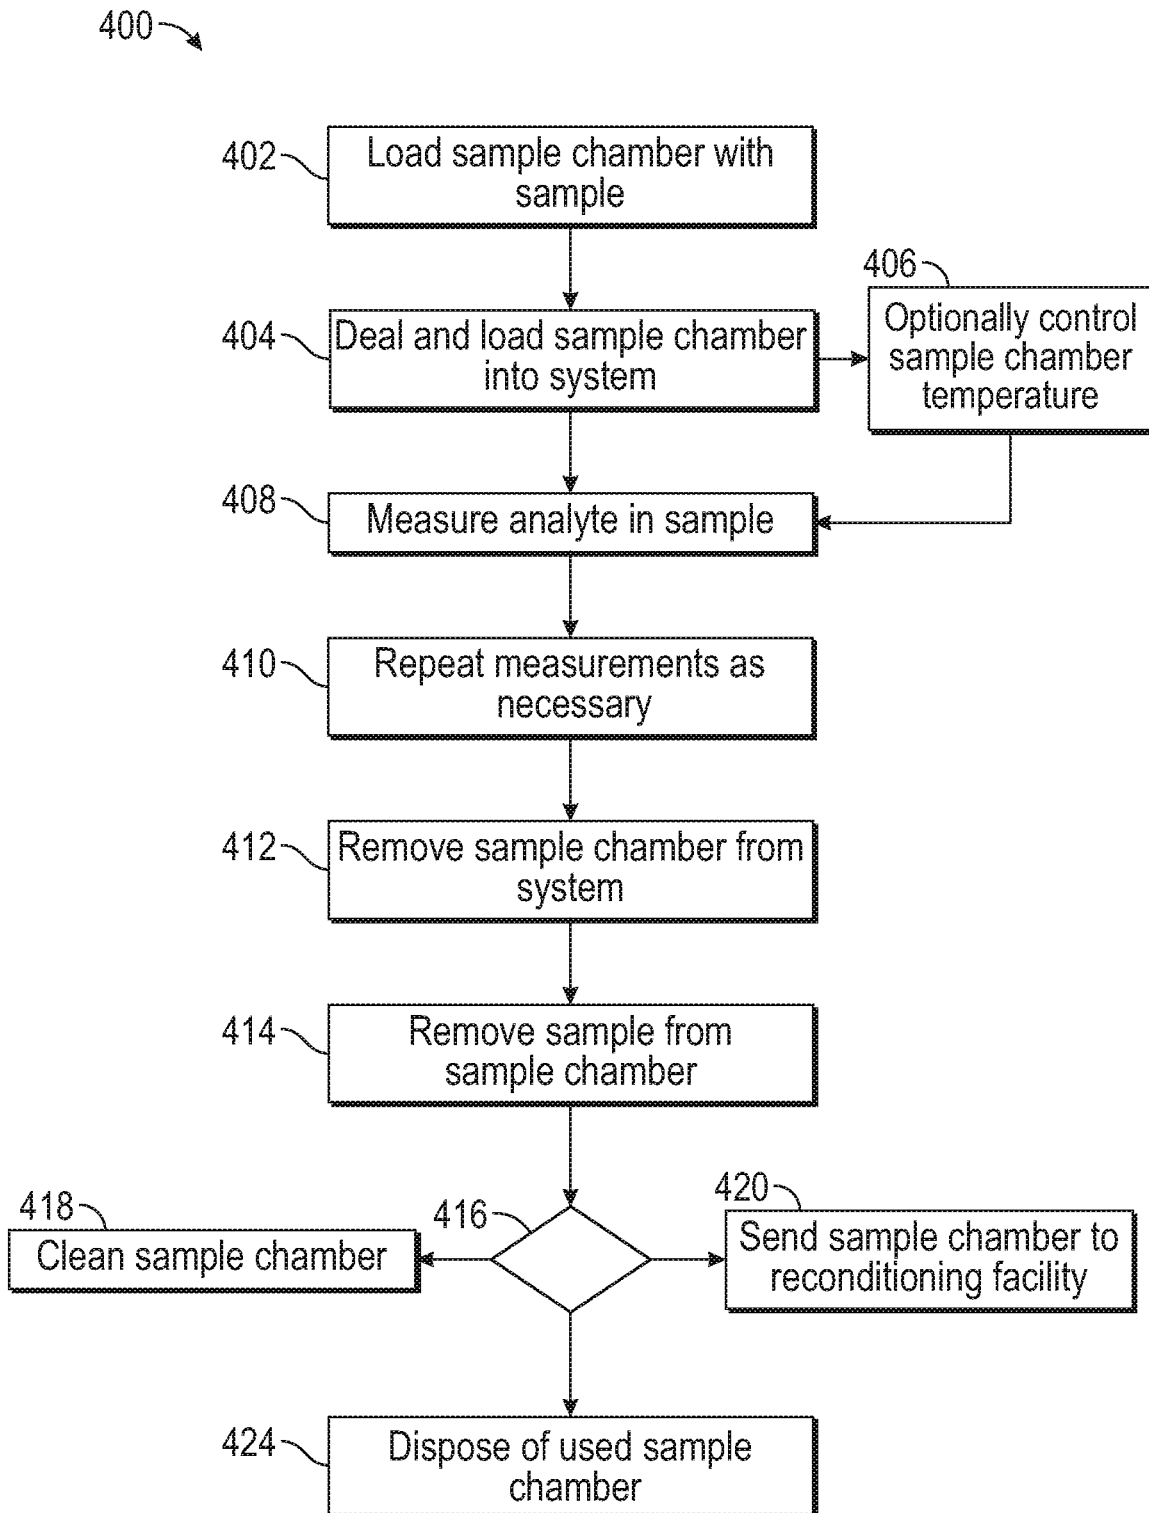 400
402
Load sample chamber with
sample
404
Deal and load sample chamber
into system
406
Optionally control
sample chamber
temperature
408
Measure analyte in sample
410
Repeat measurements as
necessary
412
Remove sample chamber from
system
414
Remove sample from
sample chamber
416
418
Clean sample chamber
420
Send sample chamber to
reconditioning facility
424
Dispose of used sample
chamber